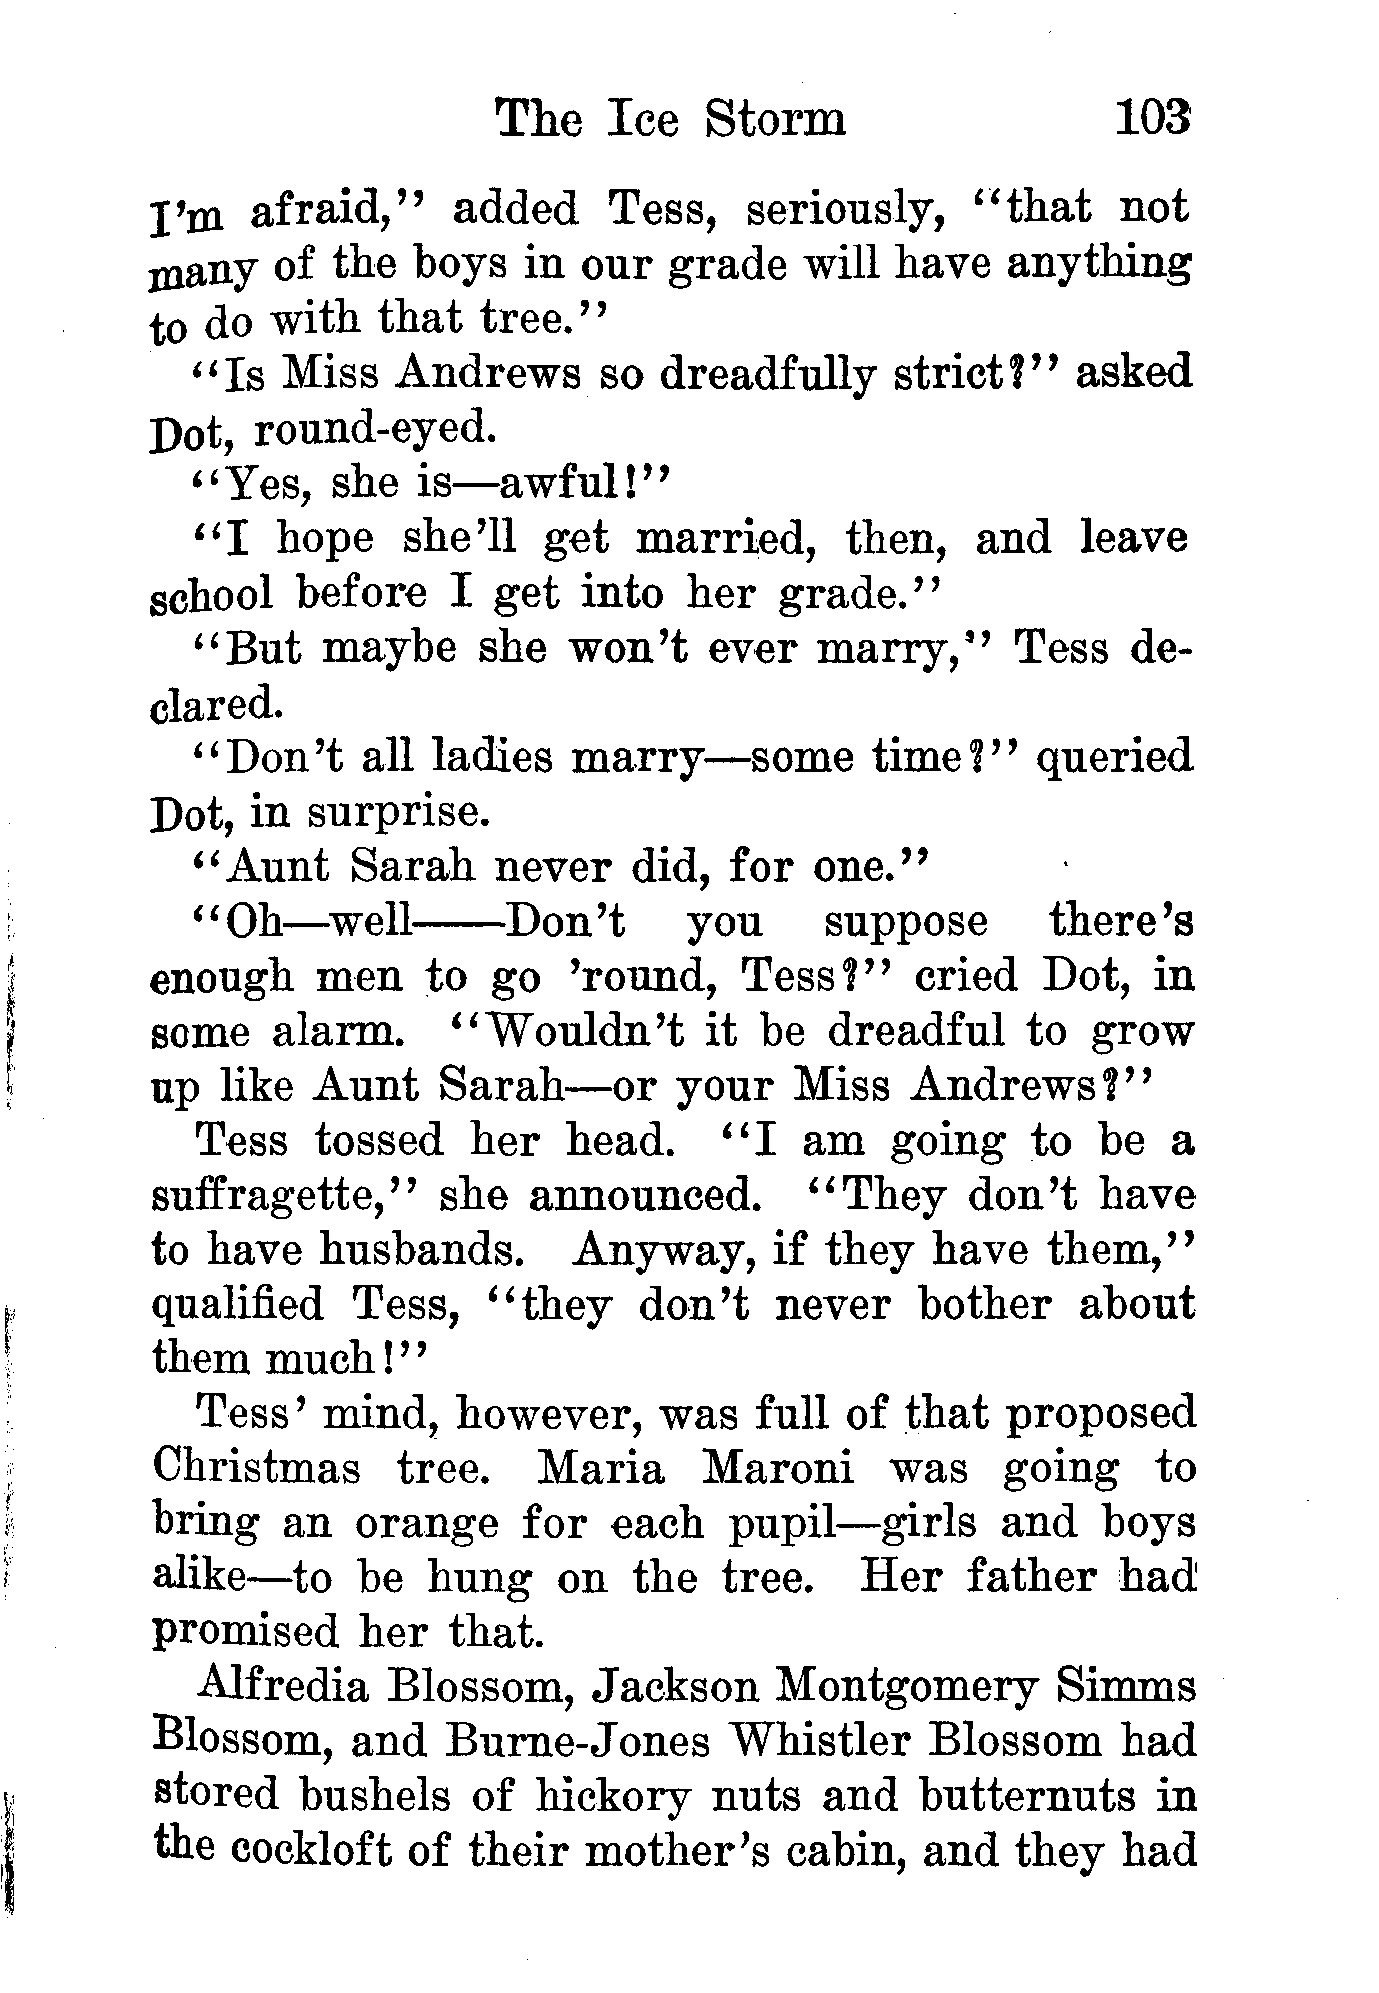 The Ice Storm 103
I'm afraid," added Tess, seriously, "that not
many of the boys in our grade will have anything
to do with that tree."
"Is Miss Andrews so dreadfully strict?" asked
Dot, round-eyed.
"Yes, she is—awful!"
"I hope she'll get married, then, and leave
school before I get into her grade."
"But maybe she won't ever marry," Tess de-
clared.
"Don't all ladies marry—some time?" queried
Dot, in surprise.
"Aunt Sarah never did, for one."
"Oh—well——Don't you suppose there's
enough men to go 'round, Tess?" cried Dot, in
some alarm. "Wouldn't it be dreadful to grow
up like Aunt Sarah—or your Miss Andrews?"
Tess tossed her head. "I am going to be a
suffragette," she announced. "They don't have
to have husbands. Anyway, if they have them,"
qualified Tess, "they don't never bother about
them much!"
Tess' mind, however, was full of that proposed
Christmas tree. Maria Maroni was going to
bring an orange for each pupil—girls and boys
alike—to be hung on the tree. Her father had
promised her that.
Alfredia Blossom, Jackson Montgomery Simms
Blossom, and Burne-Jones Whistler Blossom had
stored bushels of hickory nuts and butternuts in
the cockloft of their mother's cabin, and they had